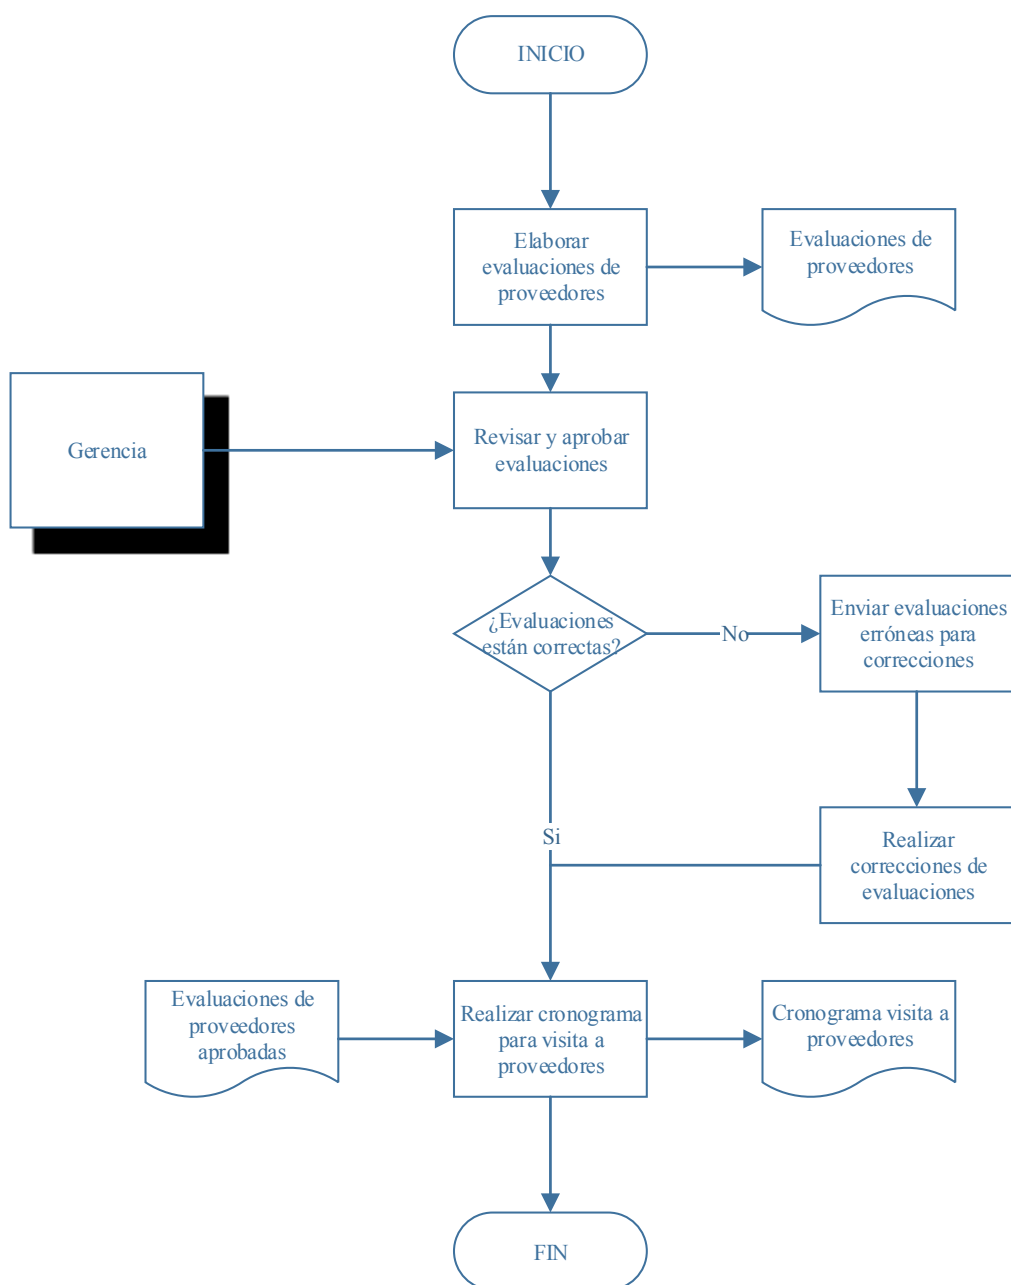 INICIO
Elaborar
evaluaciones de
proveedores
Evaluaciones de
proveedores
Gerencia
Revisar y aprobar
evaluaciones
¿Evaluaciones
están correctas?
No
Enviar evaluaciones
erróneas para
correcciones
Si
Realizar
correcciones de
evaluaciones
Evaluaciones de
proveedores
aprobadas
Realizar cronograma
para visita a
proveedores
Cronograma visita a
proveedores
FIN